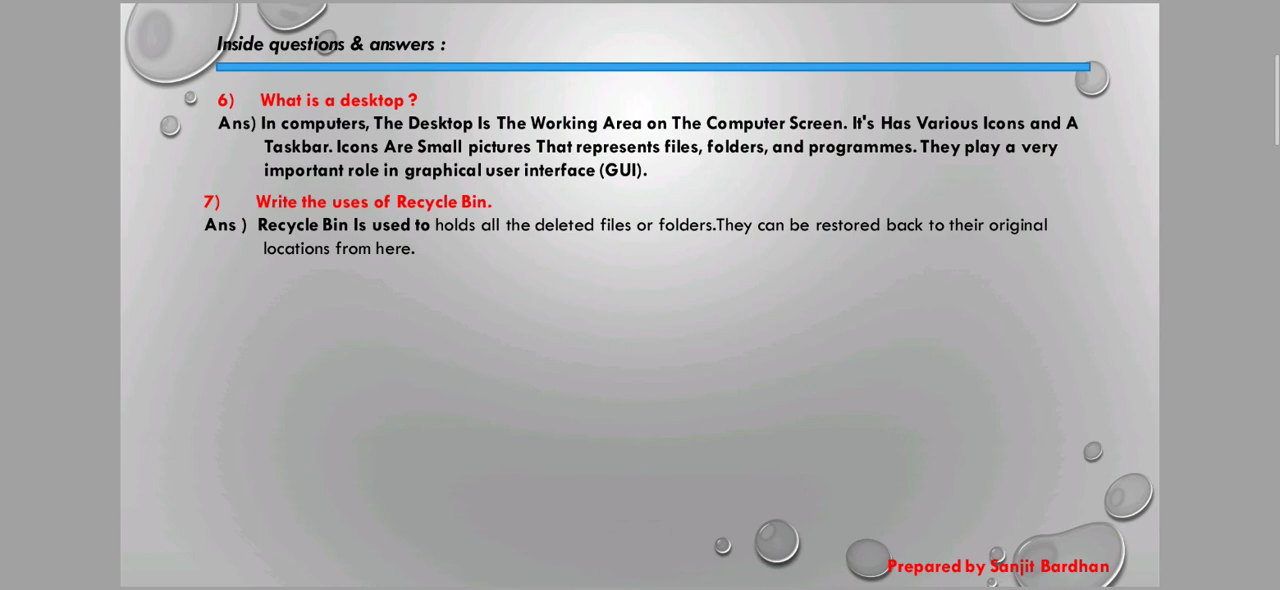 Inside questions & answers :
6) What is a desktop ?
Ans) In computers, The Desktop Is The Working Area on The Computer Screen. It's Has Various Icons and A
Taskbar. Icons Are Small pictures That represents files, folders, and programmes. They play a very
important role in graphical user interface (GUI).
7) Write the uses of Recycle Bin.
Ans ) Recycle Bin Is used to holds all the deleted files or folders.They can be restored back to their original
locations from here.
Prepared by Sanjit Bardhan